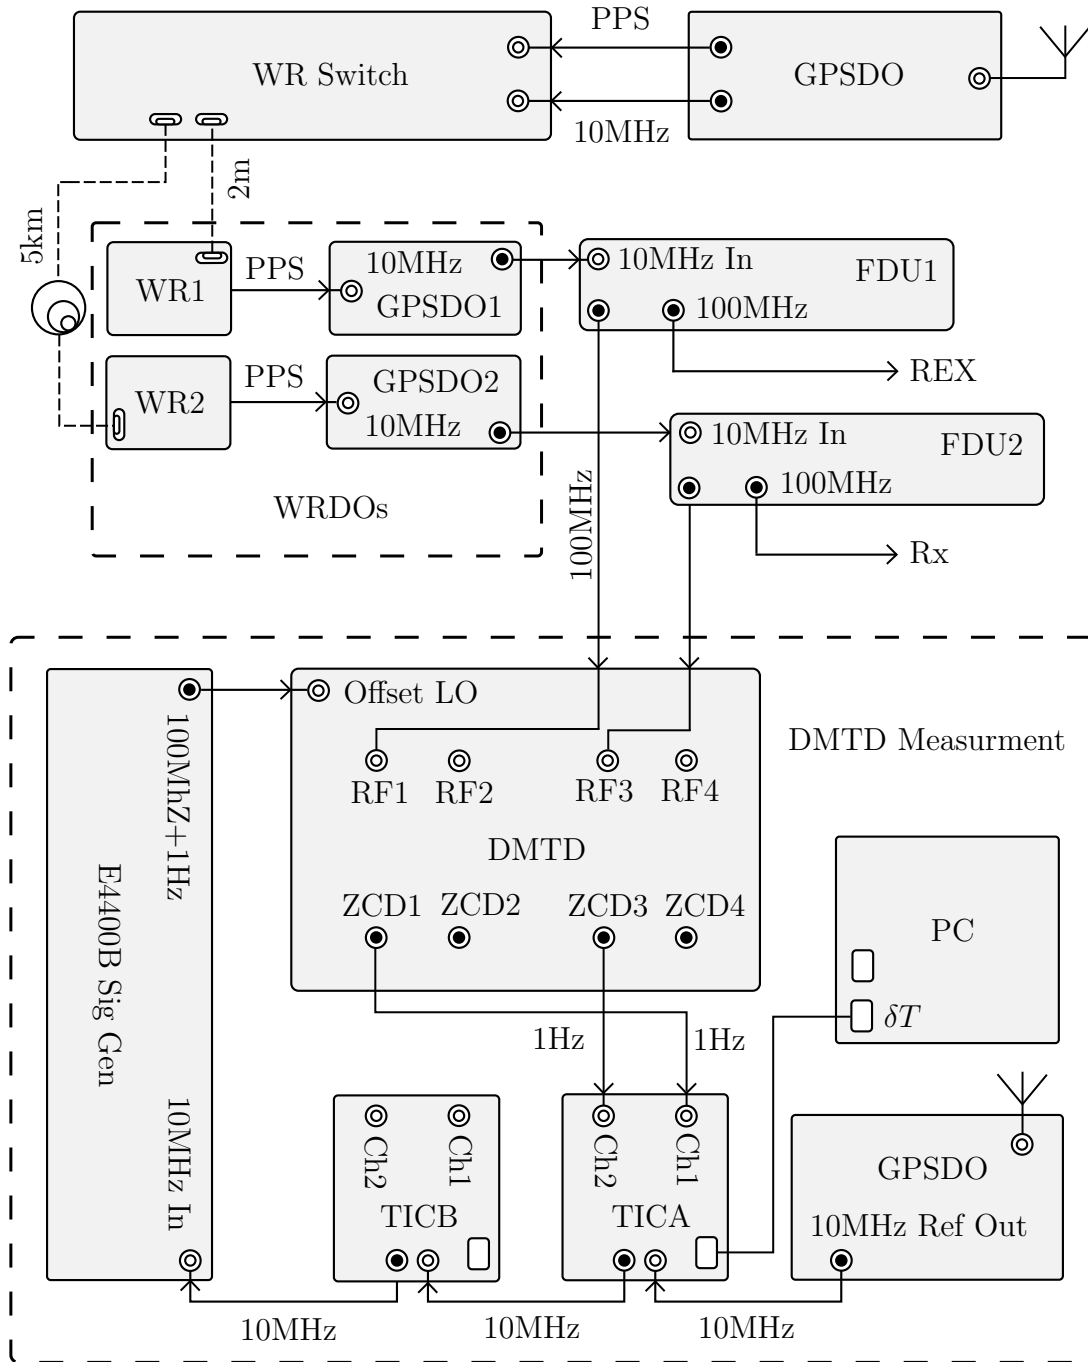 PPS
WR Switch
GPSDO
10MHz
2m
5km
WR1
PPS
10MHz
GPSDO1
10MHz In
FDU1
100MHz
REX
WR2
PPS
GPSDO2
10MHz
10MHz In
FDU2
100MHz
WRDOs
100MHz
Rx
Offset LO
100MhZ+1Hz
DMTD Measurment
RF1
RF2
RF3
RF4
DMTD
ZCD1
ZCD2
ZCD3
ZCD4
PC
δT
E4400B Sig Gen
1Hz
1Hz
10MHz In
Ch2
Ch1
TICB
Ch2
Ch1
TICA
GPSDO
10MHz Ref Out
10MHz
10MHz
10MHz